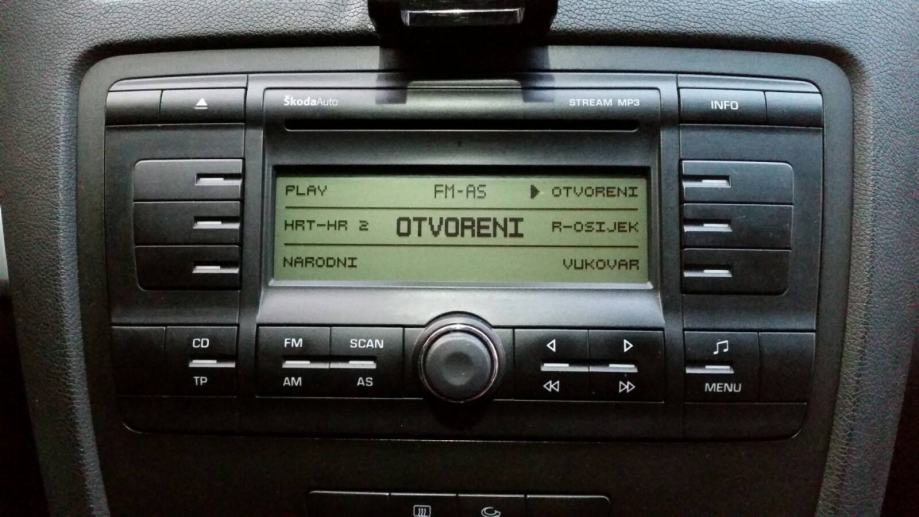 ŠkodaAuto STREAM MP3 INFO
PLAY FM-AS OTVORENI
HRT-HR 2 OTVORENI R-OSIJEK
NARODNI VUKOVAR
CD FM SCAN
TP AM AS MENU